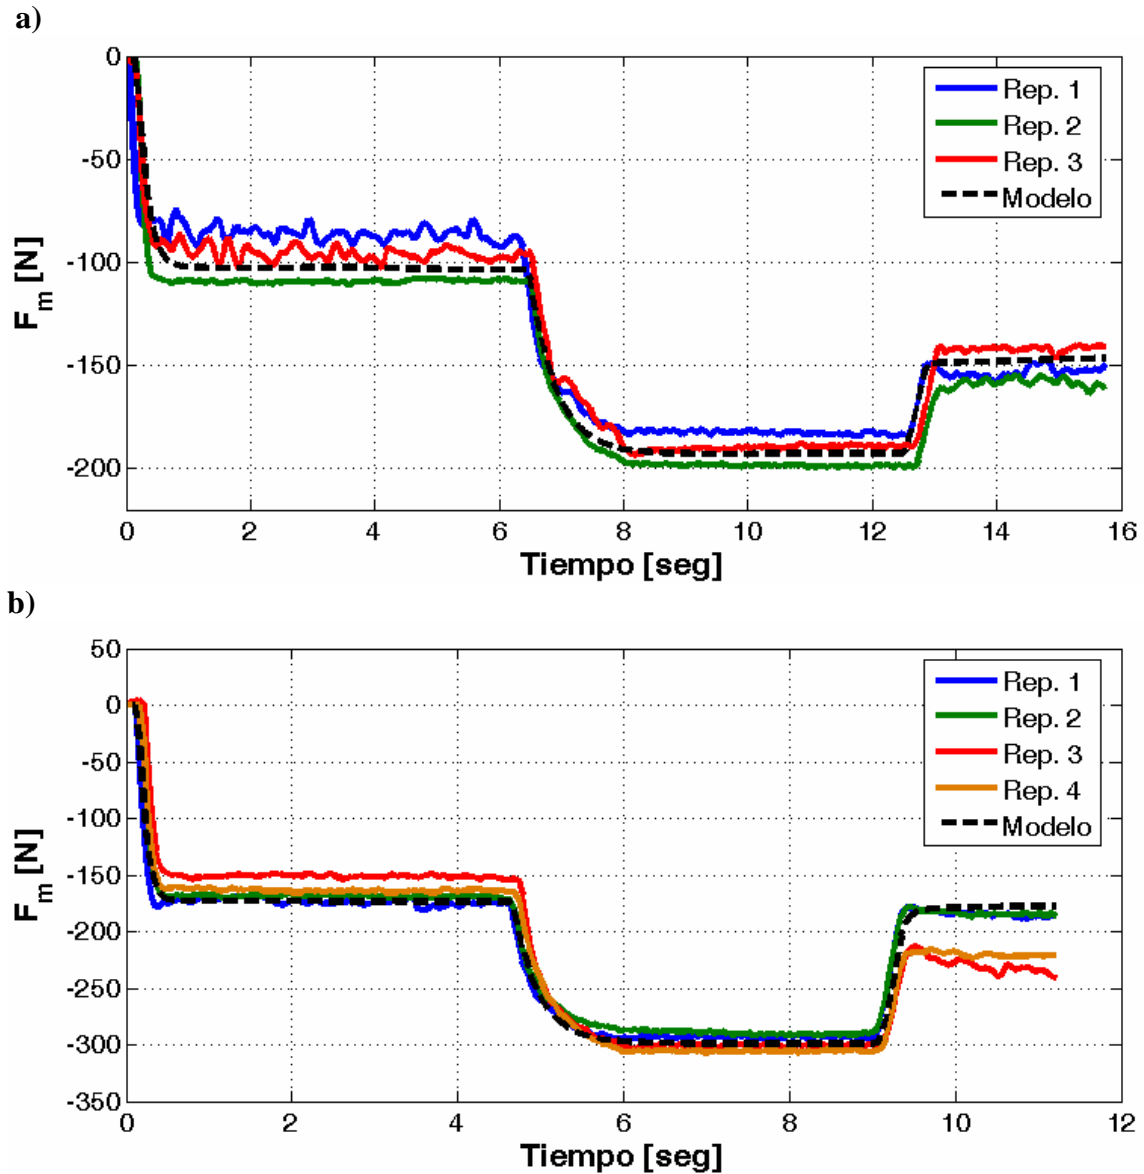 a)
0
-50
-100
-150
-200
F_m [N]
0 2 4 6 8 10 12 14 16
Tiempo [seg]
Rep. 1
Rep. 2
Rep. 3
Modelo
b)
50
0
-50
-100
-150
-200
-250
-300
-350
F_m [N]
0 2 4 6 8 10 12
Tiempo [seg]
Rep. 1
Rep. 2
Rep. 3
Rep. 4
Modelo